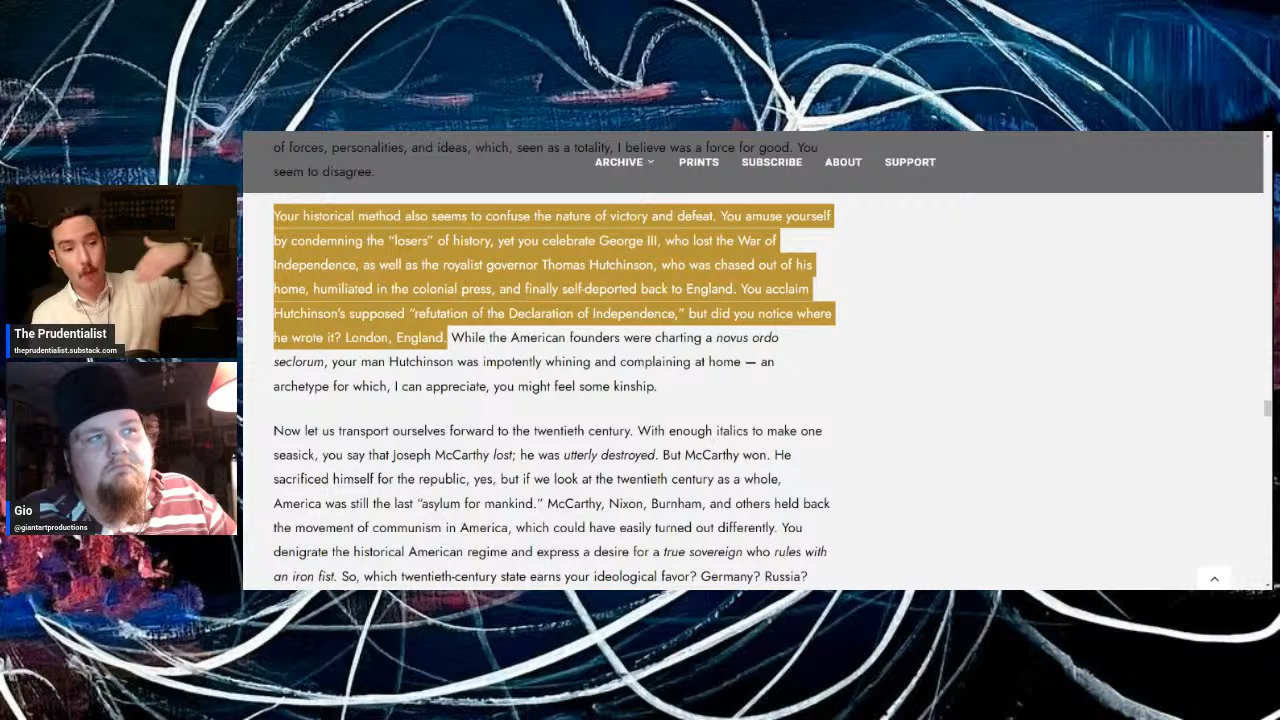 of forces, personalities, and ideas, which, seen as a totality, I believe was a force for good. You
ARCHIVE PRINTS SUBSCRIBE ABOUT SUPPORT
seem to disagree.
Your historical method also seems to confuse the nature of victory and defeat. You amuse yourself
by condemning the “losers” of history, yet you celebrate George III, who lost the War of
Independence, as well as the royalist governor Thomas Hutchinson, who was chased out of his
home, humiliated in the colonial press, and finally self-deported back to England. You acclaim
Hutchinson’s supposed “refutation of the Declaration of Independence,” but did you notice where
he wrote it? London, England. While the American founders were charting a novus ordo
seclorum, your man Hutchinson was impotently whining and complaining at home — an
archetype for which, I can appreciate, you might feel some kinship.
Now let us transport ourselves forward to the twentieth century. With enough italics to make one
seasick, you say that Joseph McCarthy lost; he was utterly destroyed. But McCarthy won. He
sacrificed himself for the republic, yes, but if we look at the twentieth century as a whole,
America was still the last “asylum for mankind.” McCarthy, Nixon, Burnham, and others held back
the movement of communism in America, which could have easily turned out differently. You
denigrate the historical American regime and express a desire for a true sovereign who rules with
an iron fist. So, which twentieth-century state earns your ideological favor? Germany? Russia?
The Prudentialist
theprudentialist.substack.com
Gio
@giantartproductions